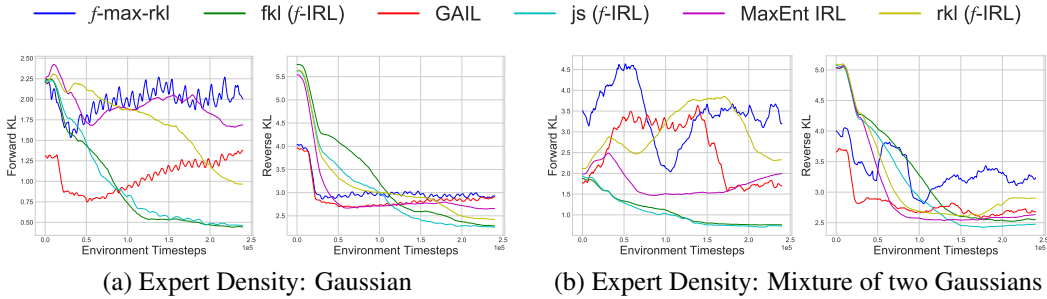 f-max-rkl fkl (f-IRL) GAIL js (f-IRL) MaxEnt IRL rkl (f-IRL)
Forward KL
2.50
2.25
2.00
1.75
1.50
1.25
1.00
0.75
0.50
0.0 0.5 1.0 1.5 2.0 2.5
1e5
Environment Timesteps
Reverse KL
5.5
5.0
4.5
4.0
3.5
3.0
2.5
0.0 0.5 1.0 1.5 2.0 2.5
1e5
Environment Timesteps
(a) Expert Density: Gaussian
Forward KL
4.5
4.0
3.5
3.0
2.5
2.0
1.5
1.0
0.0 0.5 1.0 1.5 2.0 2.5
1e5
Environment Timesteps
Reverse KL
5.0
4.5
4.0
3.5
3.0
2.5
0.0 0.5 1.0 1.5 2.0 2.5
1e5
Environment Timesteps
(b) Expert Density: Mixture of two Gaussians